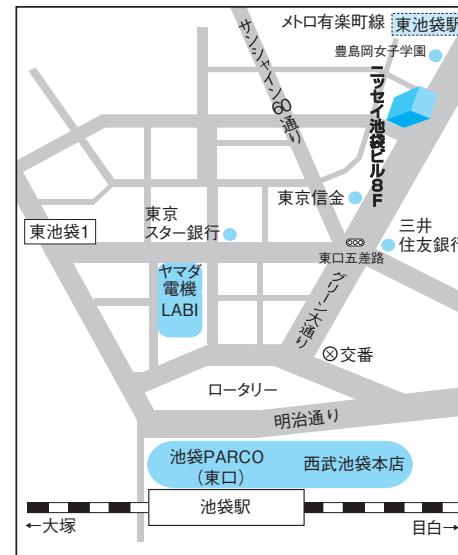 メトロ有楽町線 東池袋駅
豊島岡女子学園
サンシャイン60通り
ニッセイ池袋ビル8F
東京信金
東京
スター銀行
三井
住友銀行
東池袋1
東口五差路
ヤマダ
電機
LABI
グリーン大通り
交番
ロータリー
明治通り
池袋PARCO
(東口)
西武池袋本店
池袋駅
←大塚
目白→